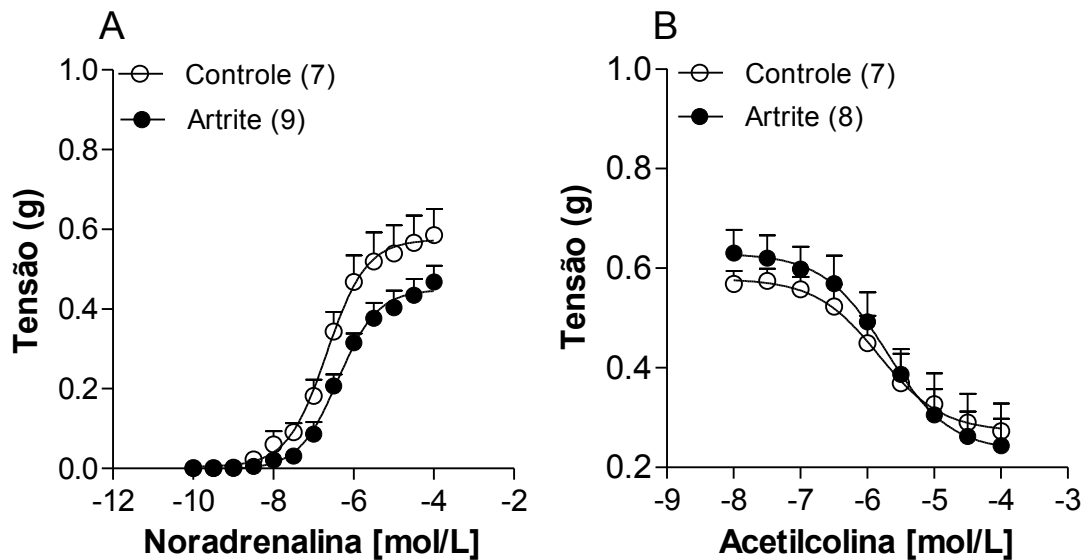 A
Controle (7)
Artrite (9)
Tensão (g)
1.0
0.8
0.6
0.4
0.2
0.0
-12 -10 -8 -6 -4 -2
Noradrenalina [mol/L]
B
Controle (7)
Artrite (8)
Tensão (g)
1.0
0.8
0.6
0.4
0.2
-9 -8 -7 -6 -5 -4 -3
Acetilcolina [mol/L]